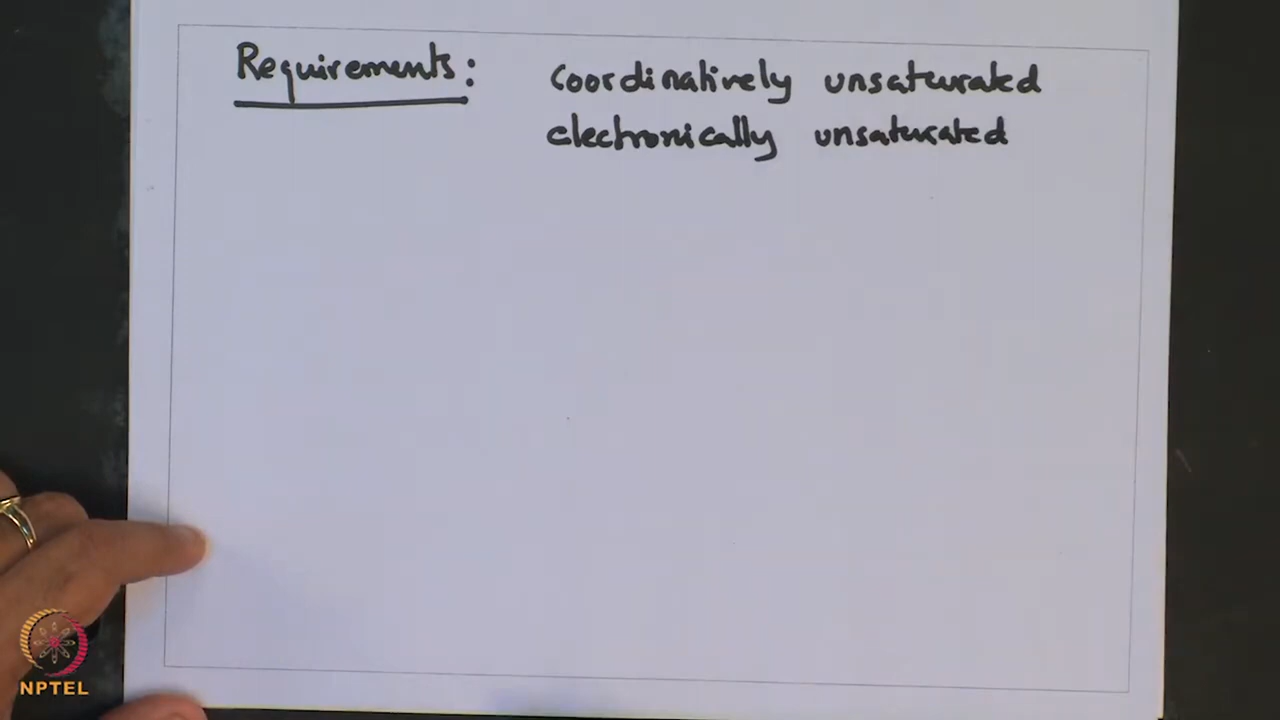 Requirements: coordinatively unsaturated
electronically unsaturated
NPTEL